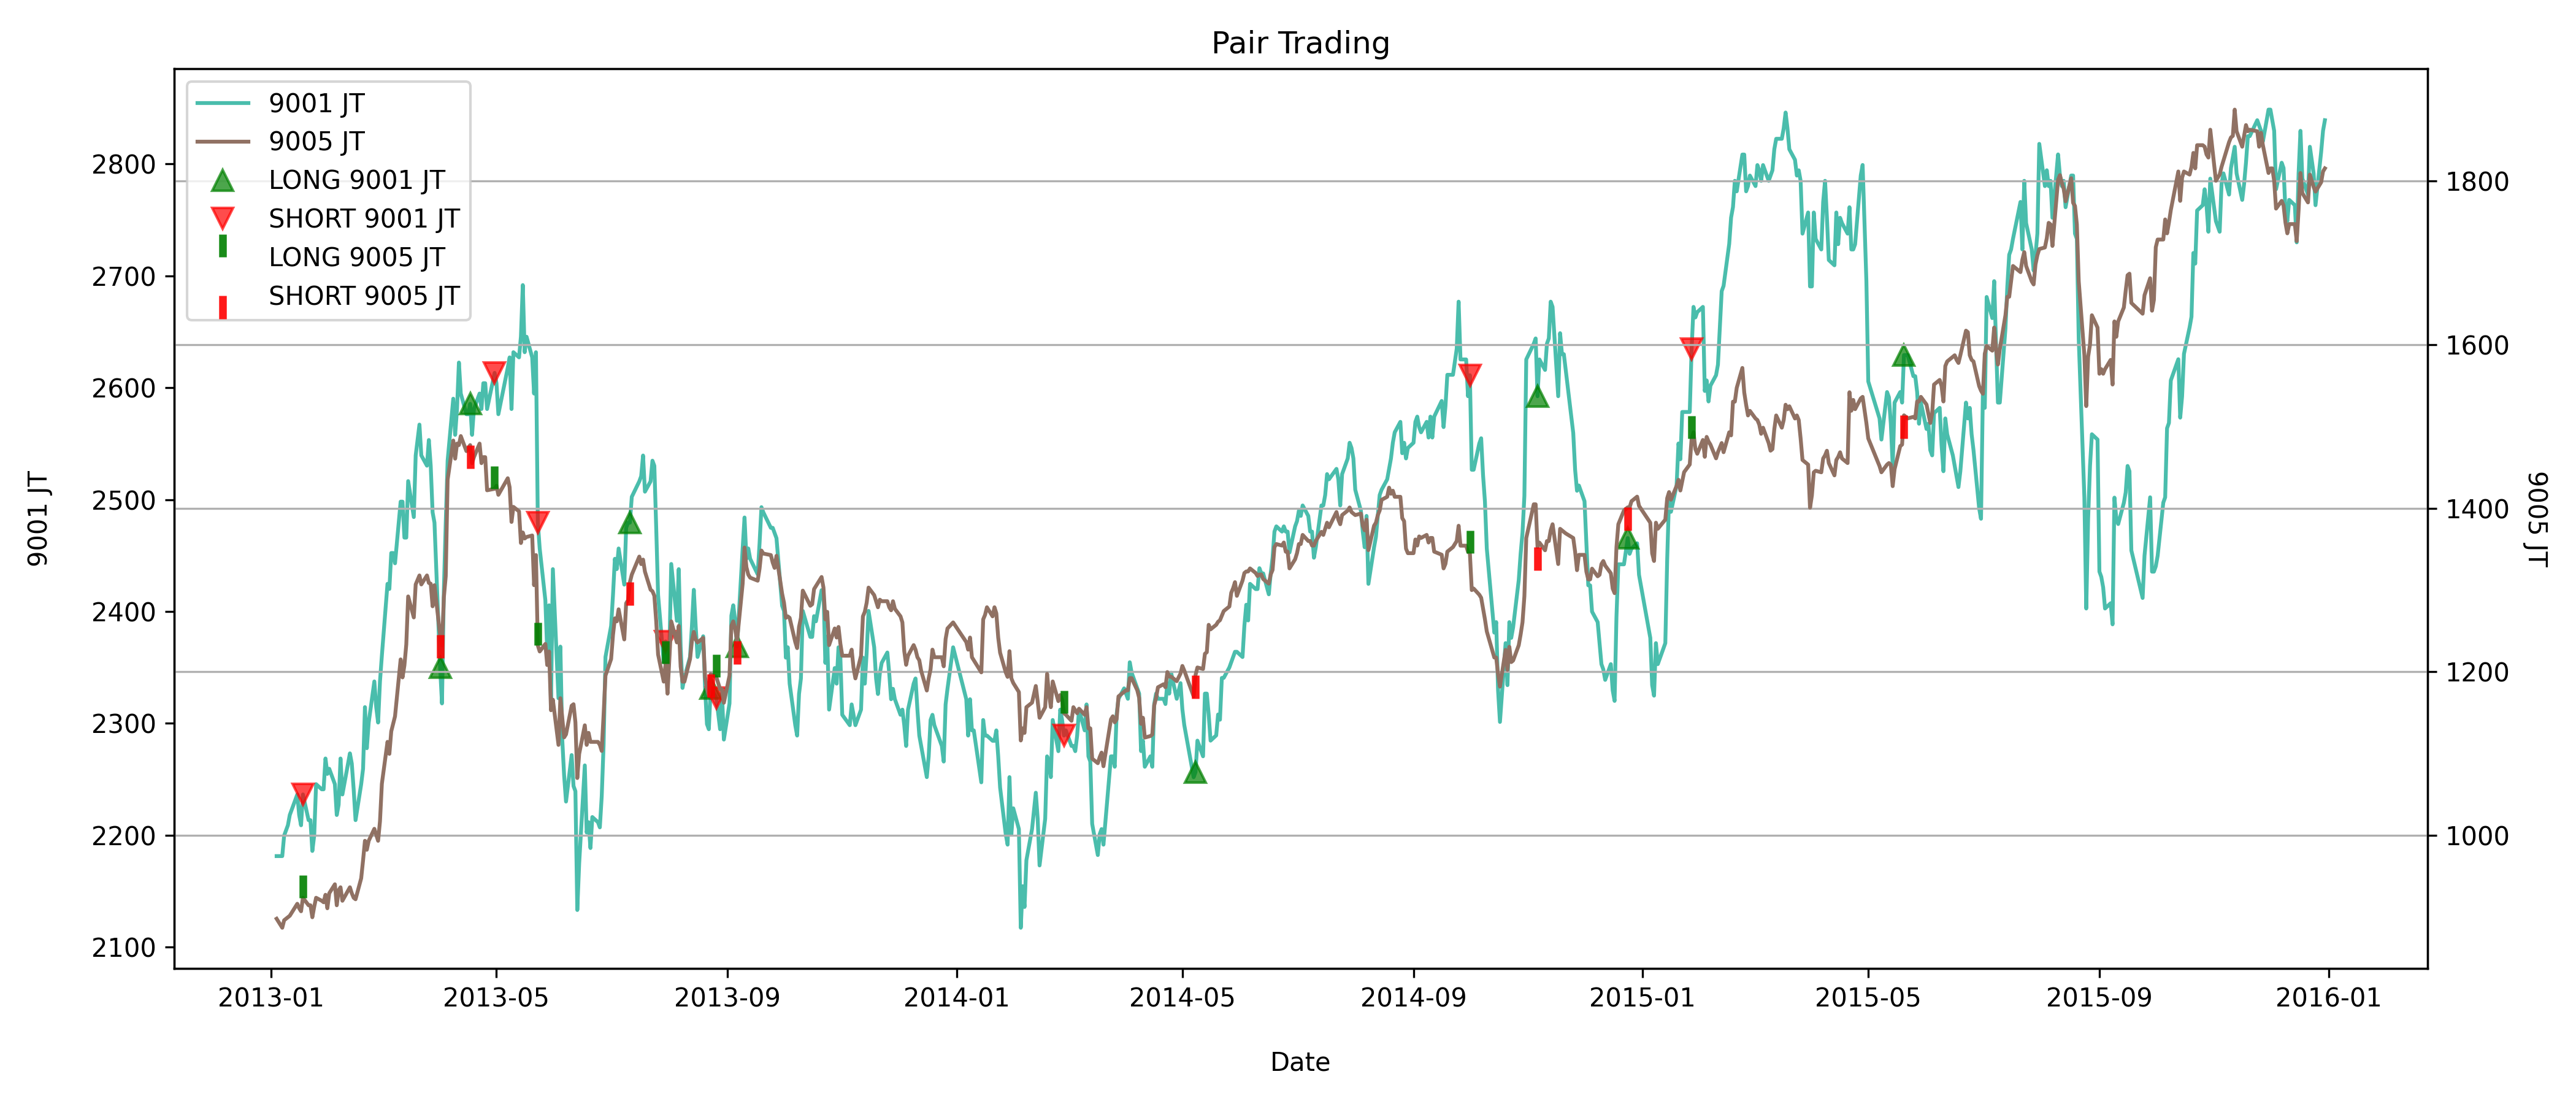 Pair Trading
9001 JT
9005 JT
LONG 9001 JT
SHORT 9001 JT
LONG 9005 JT
SHORT 9005 JT
2800
2700
2600
2500
2400
2300
2200
2100
9001 JT
1800
1600
1400
1200
1000
9005 JT
2013-01 2013-05 2013-09 2014-01 2014-05 2014-09 2015-01 2015-05 2015-09 2016-01
Date